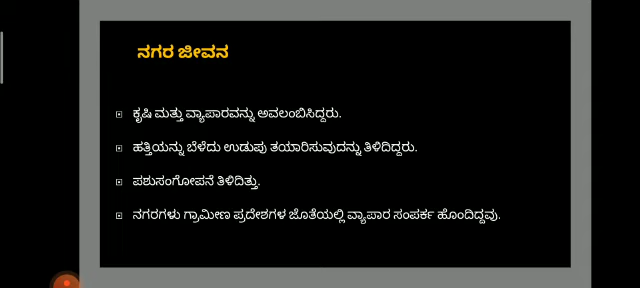 ನಗರ ಜೀವನ
ಕೃಷಿ ಮತ್ತು ವ್ಯಾಪಾರವನ್ನು ಅವಲಂಬಿಸಿದ್ದರು.
ಹತ್ತಿಯನ್ನು ಬೆಳೆದು ಉಡುಪು ತಯಾರಿಸುವುದನ್ನು ತಿಳಿದಿದ್ದರು.
ಪಶುಸಂಗೋಪನೆ ತಿಳಿದಿತ್ತು.
ನಗರಗಳು ಗ್ರಾಮೀಣ ಪ್ರದೇಶಗಳ ಜೊತೆಯಲ್ಲಿ ವ್ಯಾಪಾರ ಸಂಪರ್ಕ ಹೊಂದಿದ್ದವು.